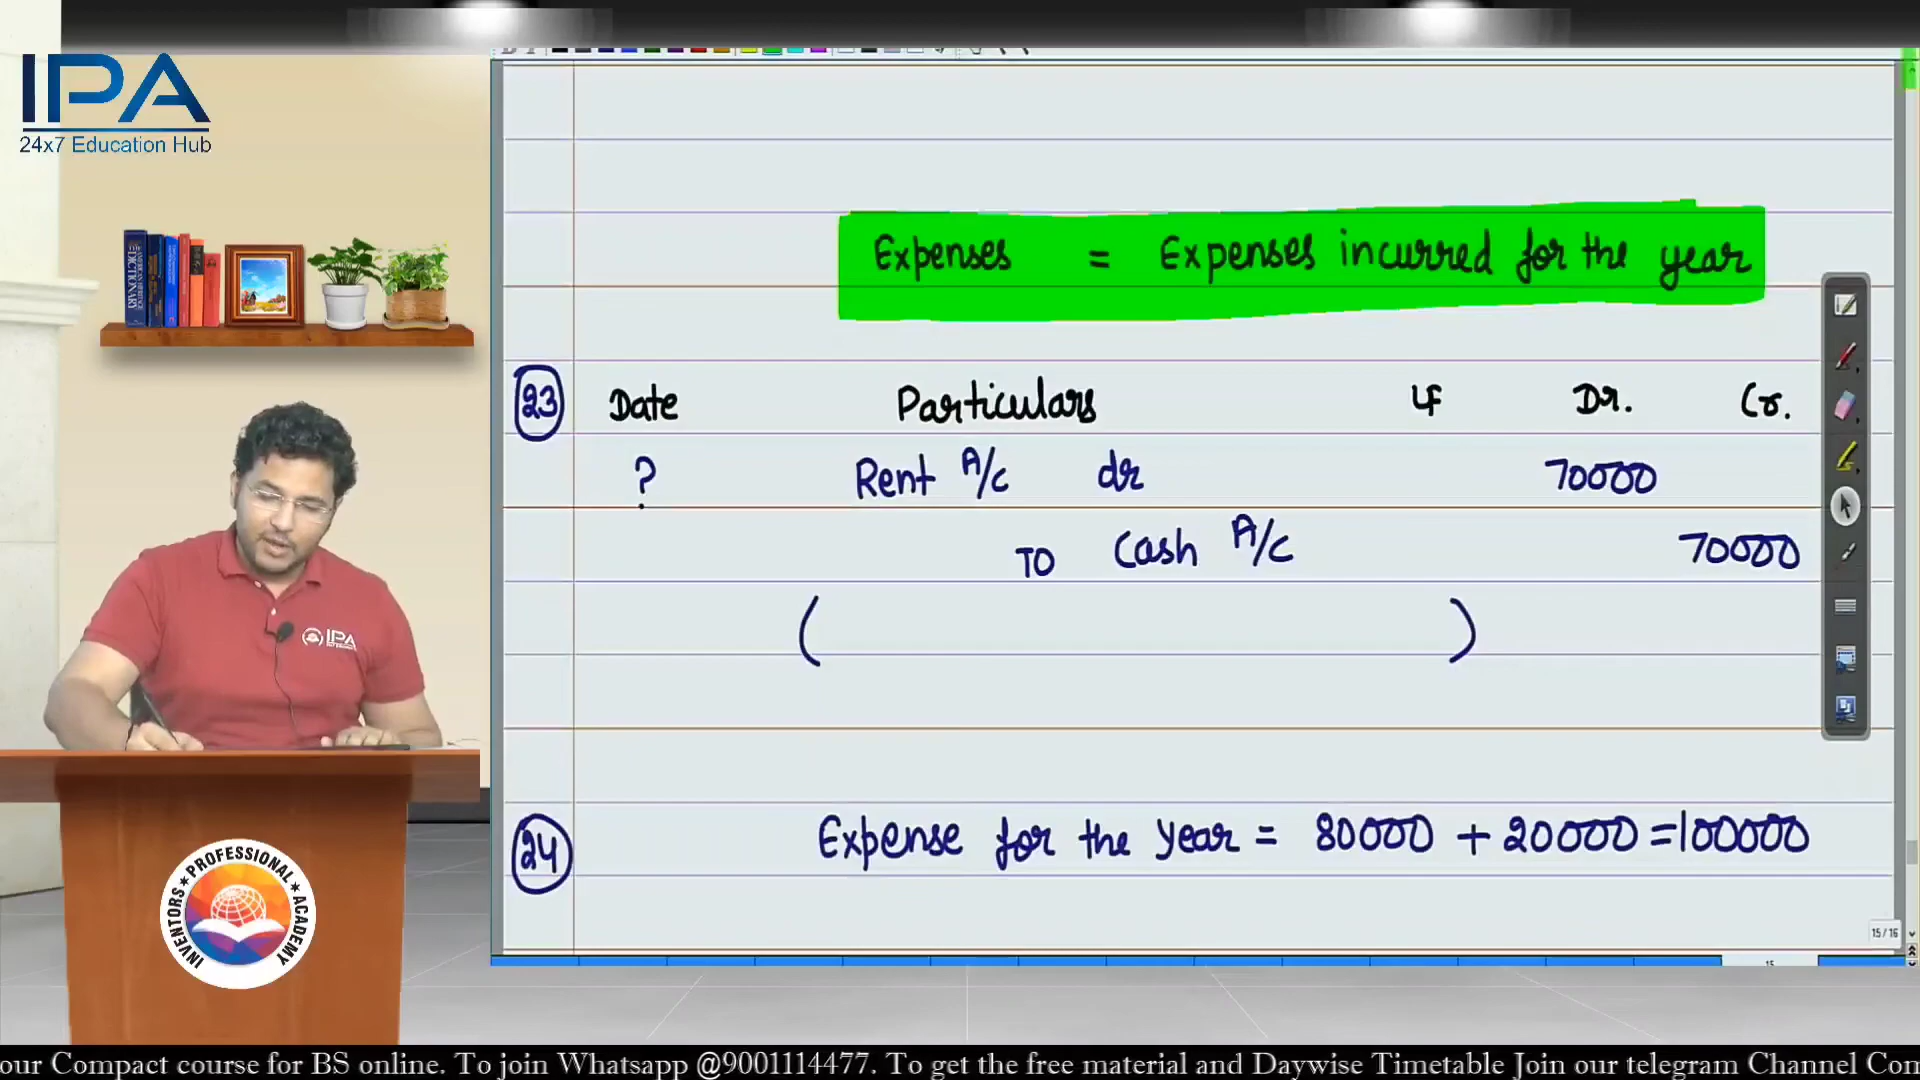 IPA
24x7 Education Hub
Expenses = Expenses incurred for the year
23 Date Particulars LF Dr. Cr.
? Rent A/c dr 70000
TO Cash A/c 70000
( )
24 Expense for the year = 80000 + 20000 = 100000
15 / 16
15
DICTIONARY
IPA
INVENTORS PROFESSIONAL ACADEMY
our Compact course for BS online. To join Whatsapp @9001114477. To get the free material and Daywise Timetable Join our telegram Channel Com